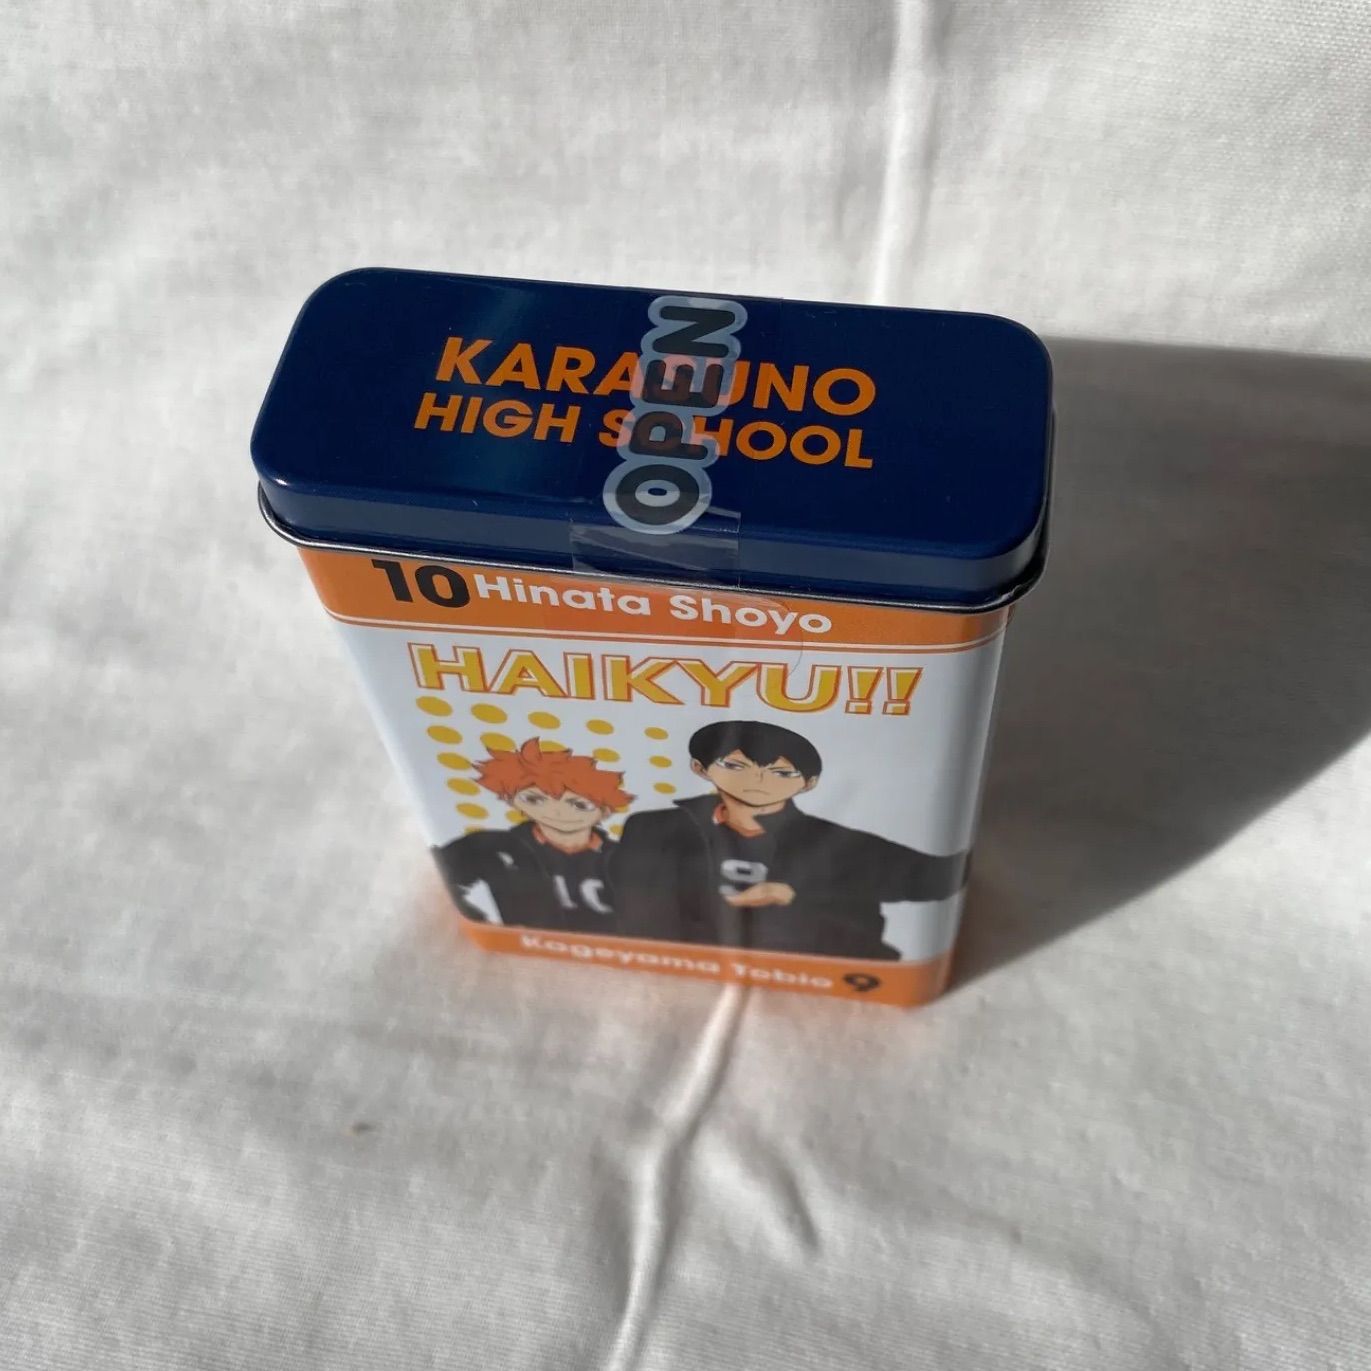 KARASUNO
HIGH SCHOOL
OPEN
10 Hinata Shoyo
HAIKYU!!
10
9
Kageyama Tobio 9